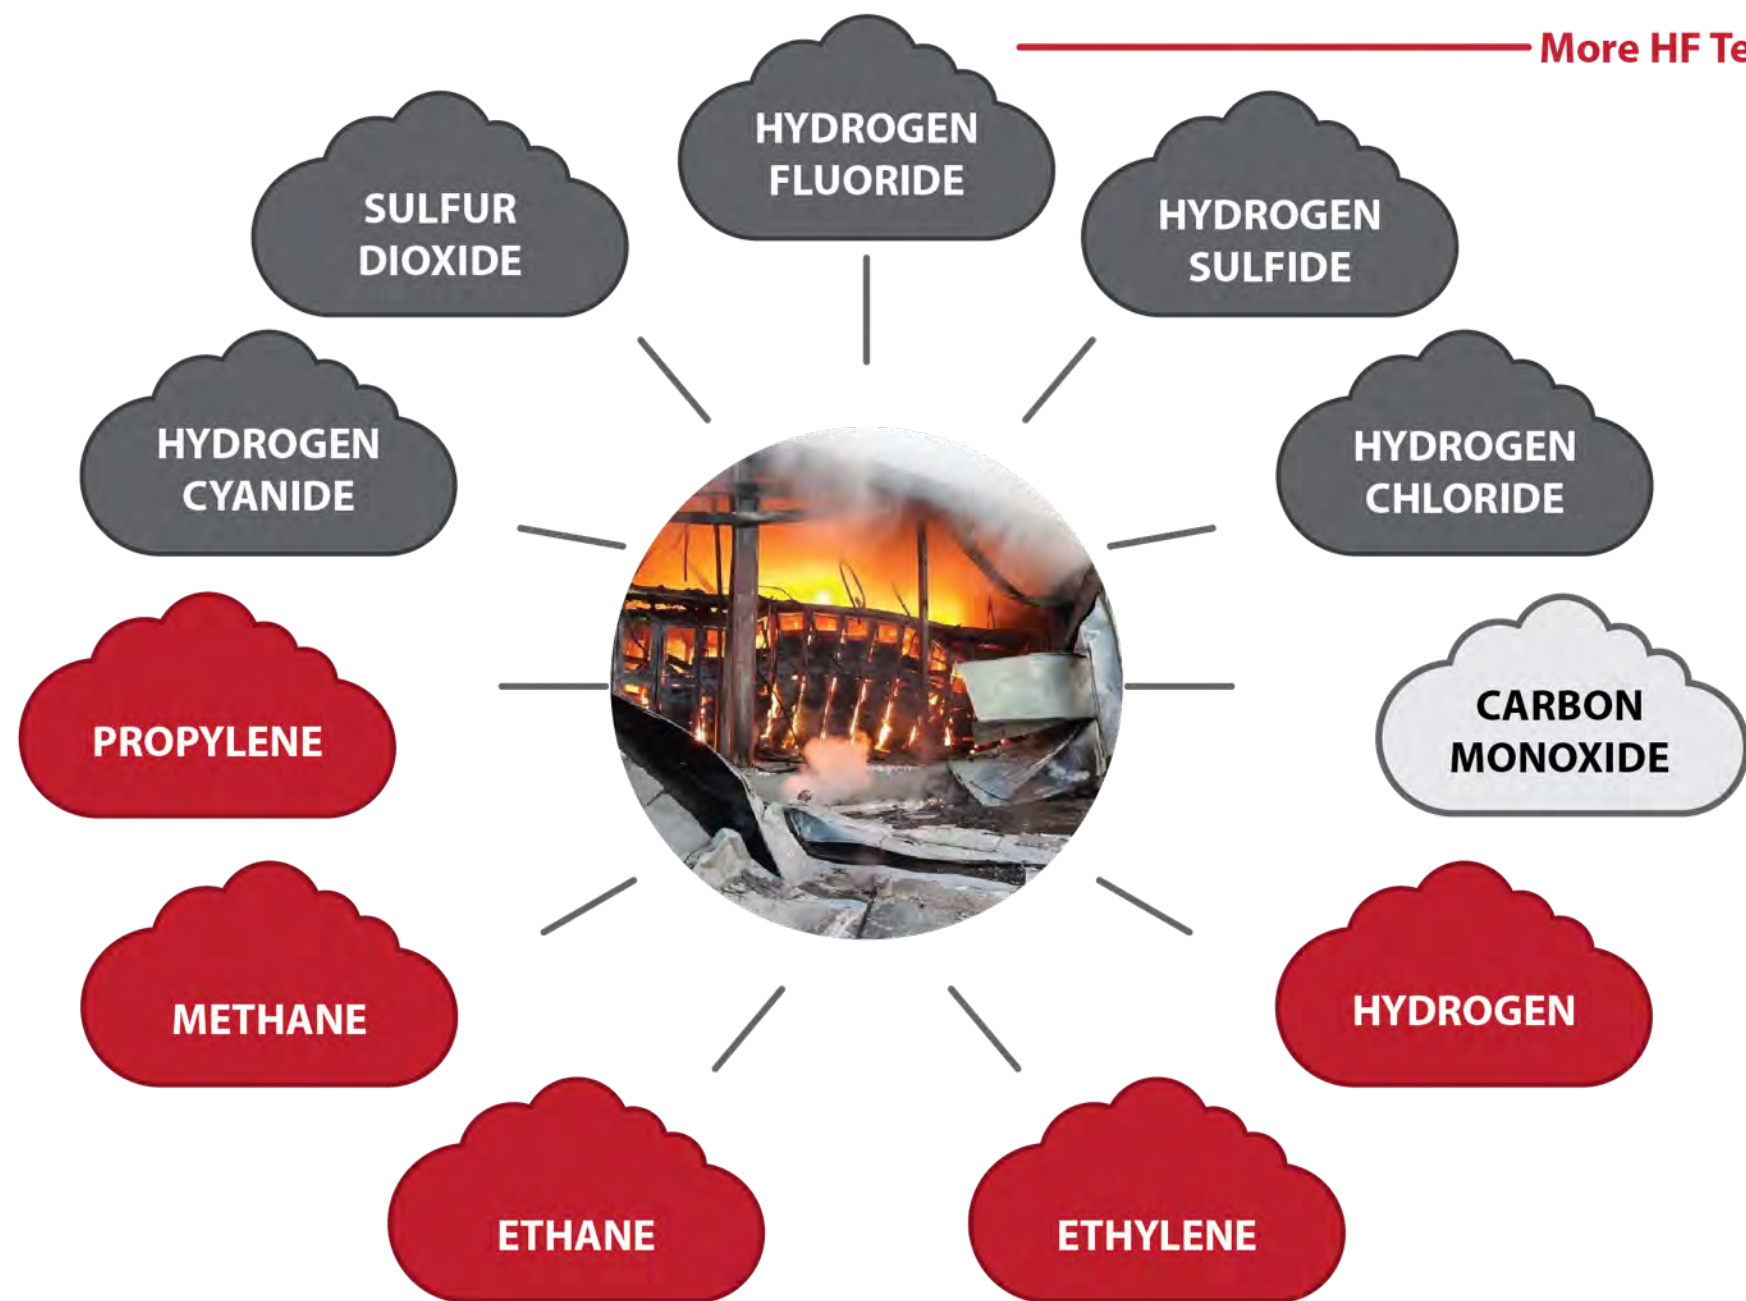 More HF Te
HYDROGEN
FLUORIDE
SULFUR
DIOXIDE
HYDROGEN
SULFIDE
HYDROGEN
CYANIDE
HYDROGEN
CHLORIDE
PROPYLENE
CARBON
MONOXIDE
METHANE
HYDROGEN
ETHANE
ETHYLENE